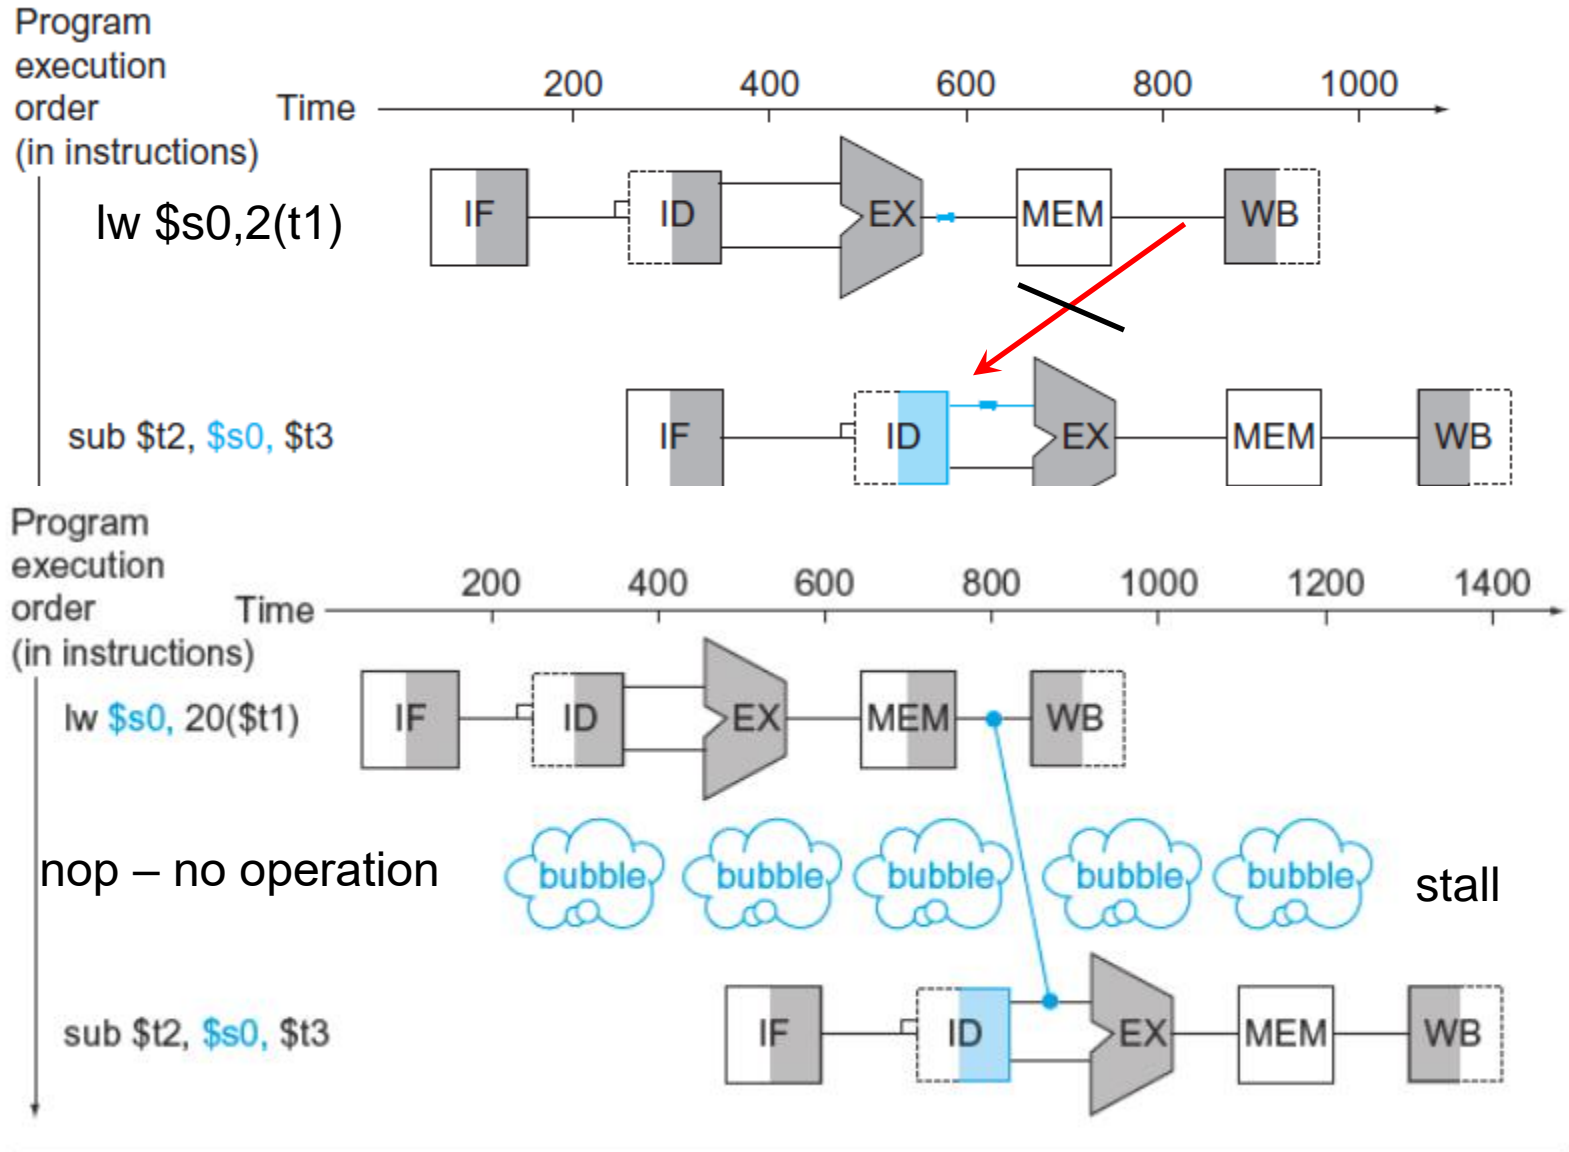 Program
execution
order
(in instructions)
Time
200 400 600 800 1000
lw $s0,2(t1)
IF ID EX MEM WB
sub $t2, $s0, $t3
IF ID EX MEM WB
Program
execution
order
(in instructions)
Time
200 400 600 800 1000 1200 1400
lw $s0, 20($t1)
IF ID EX MEM WB
nop – no operation
bubble bubble bubble bubble bubble
stall
sub $t2, $s0, $t3
IF ID EX MEM WB